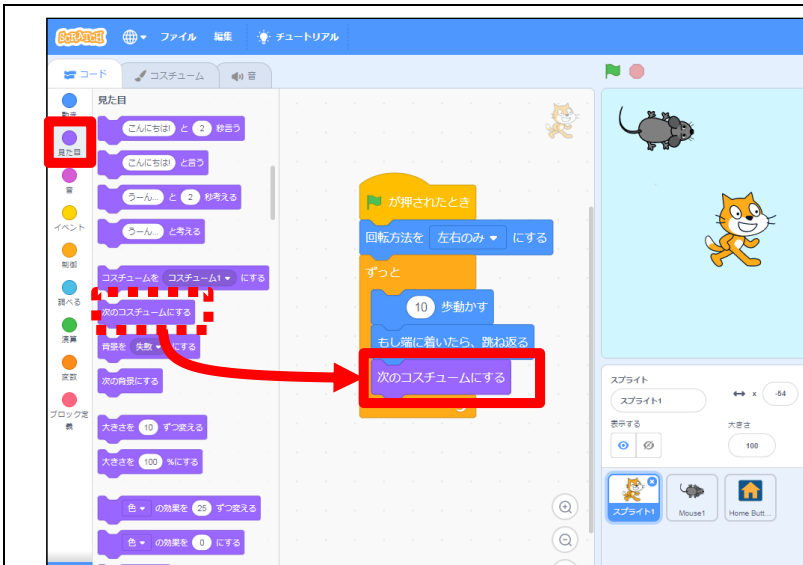 SCRATCH ファイル 編集 チュートリアル
コード コスチューム 音
見た目
見た目
音
イベント
制御
調べる
演算
変数
ブロック定義
こんにちは! と 2 秒言う
こんにちは! と言う
うーん... と 2 秒考える
うーん... と考える
コスチュームを コスチューム1 にする
次のコスチュームにする
背景を 失敗 にする
次の背景にする
大きさを 10 ずつ変える
大きさを 100 %にする
色 の効果を 25 ずつ変える
色 の効果を 0 にする
が押されたとき
回転方法を 左右のみ にする
ずっと
10 歩動かす
もし端に着いたら、跳ね返る
次のコスチュームにする
スプライト
スプライト1 x -54
表示する 大きさ
100
スプライト1 Mouse1 Home Butt...